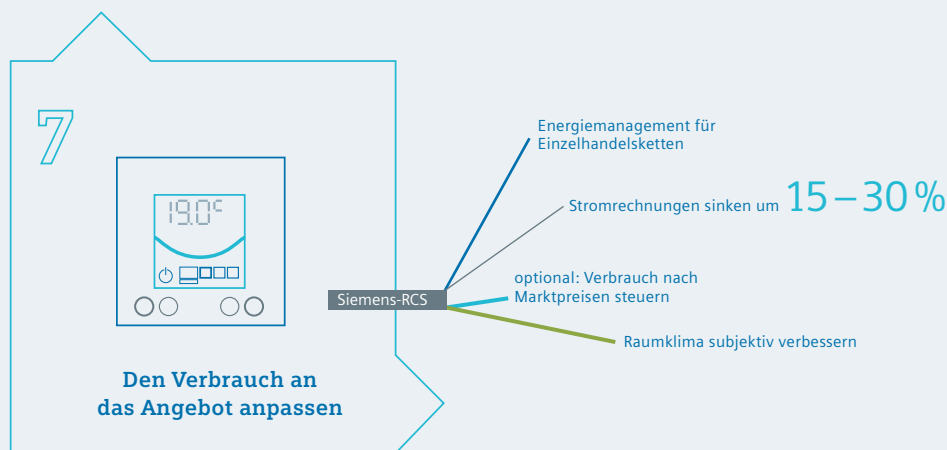 7
19.0°c
Den Verbrauch an
das Angebot anpassen
Siemens-RCS
Energiemanagement für
Einzelhandelsketten
Stromrechnungen sinken um 15–30%
optional: Verbrauch nach
Marktpreisen steuern
Raumklima subjektiv verbessern